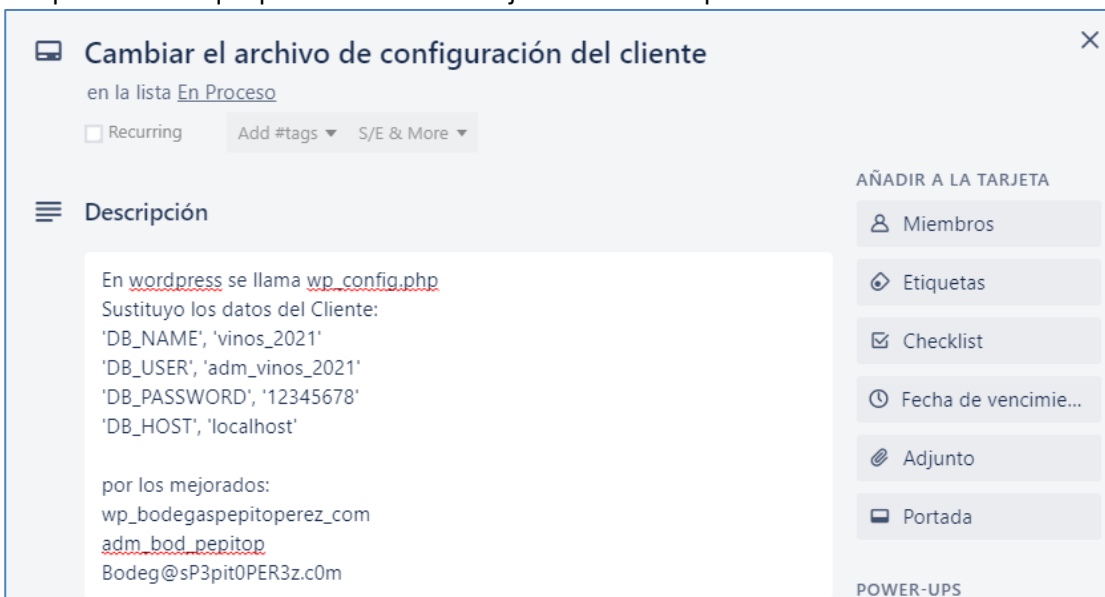 Cambiar el archivo de configuración del cliente
en la lista En Proceso
Recurring
Add #tags
S/E & More
Descripción
En wordpress se llama wp_config.php
Sustituyo los datos del Cliente:
'DB_NAME', 'vinos_2021'
'DB_USER', 'adm_vinos_2021'
'DB_PASSWORD', '12345678'
'DB_HOST', 'localhost'
por los mejorados:
wp_bodegaspepitoperez_com
adm_bod_pepitop
Bodeg@sP3pit0PER3z.c0m
AÑADIR A LA TARJETA
Miembros
Etiquetas
Checklist
Fecha de vencimie...
Adjunto
Portada
POWER-UPS